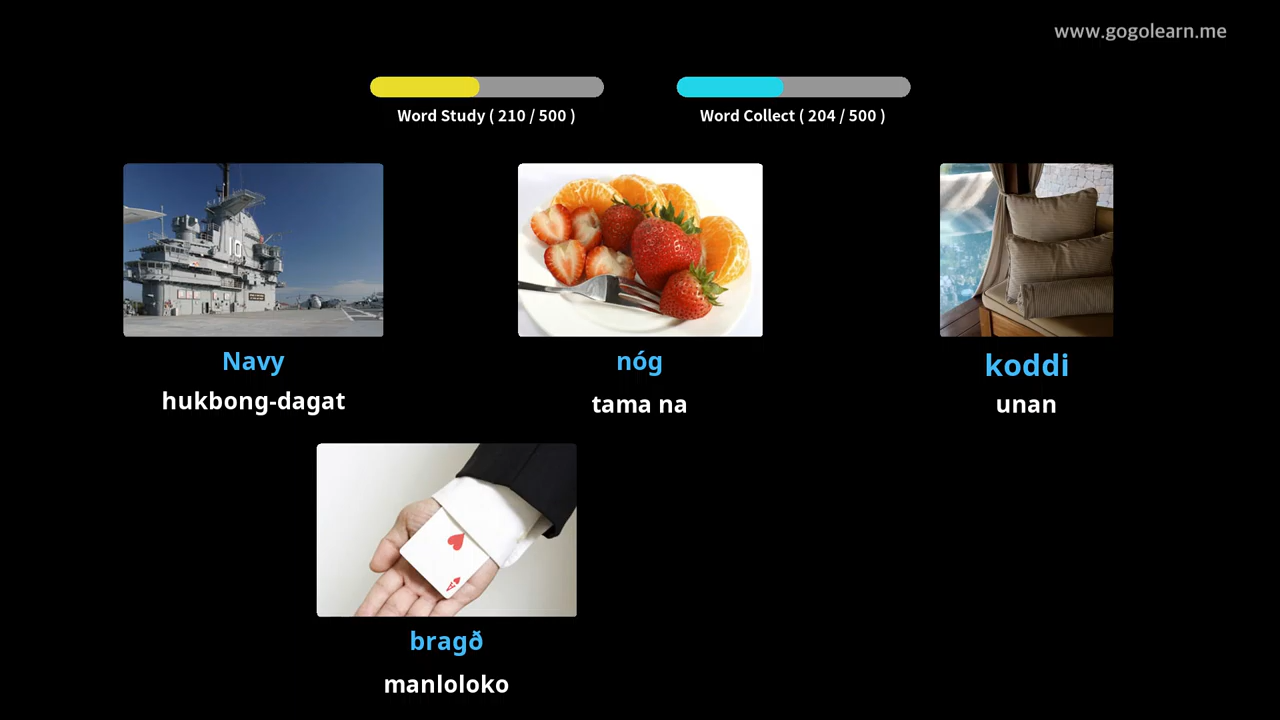 www.gogolearn.me
Word Study ( 210 / 500 )
Word Collect ( 204 / 500 )
Navy
hukbong-dagat
nóg
tama na
koddi
unan
bragð
manloloko
10
A